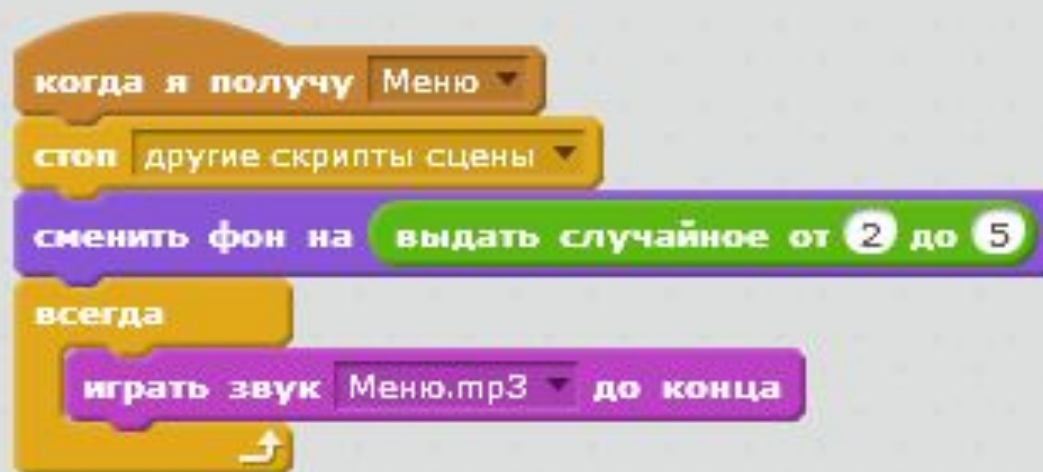 когда я получу Меню
стоп другие скрипты сцены
сменить фон на выдать случайное от 2 до 5
всегда
играть звук Меню.mp3 до конца